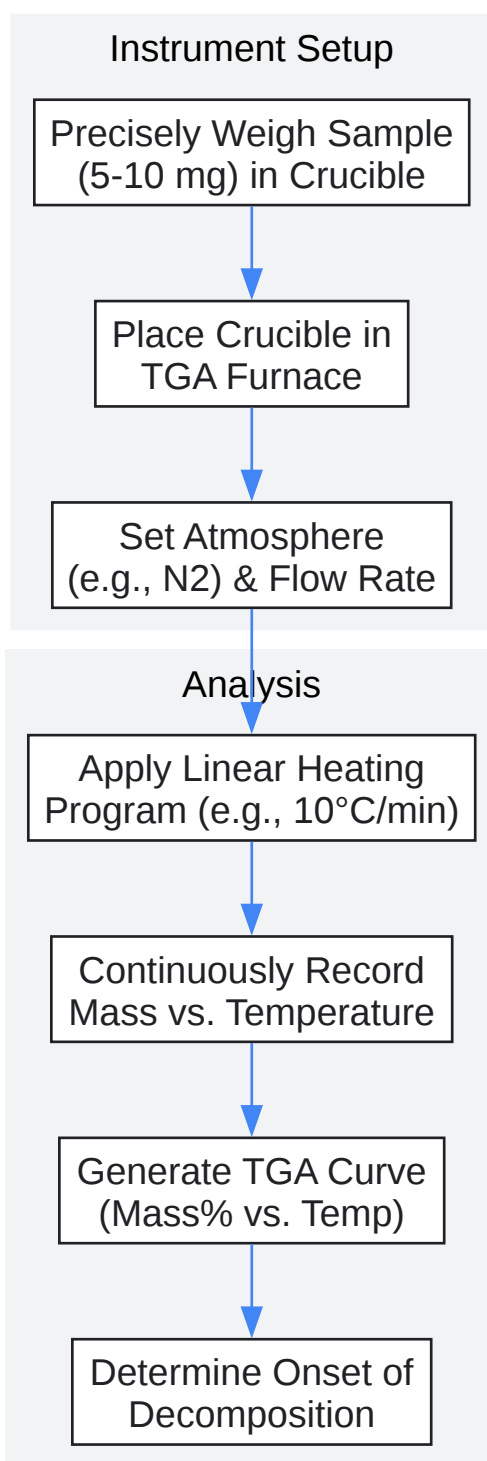 Instrument Setup
Precisely Weigh Sample
(5-10 mg) in Crucible
Place Crucible in
TGA Furnace
Set Atmosphere
(e.g., N2) & Flow Rate
Analysis
Apply Linear Heating
Program (e.g., 10°C/min)
Continuously Record
Mass vs. Temperature
Generate TGA Curve
(Mass% vs. Temp)
Determine Onset of
Decomposition